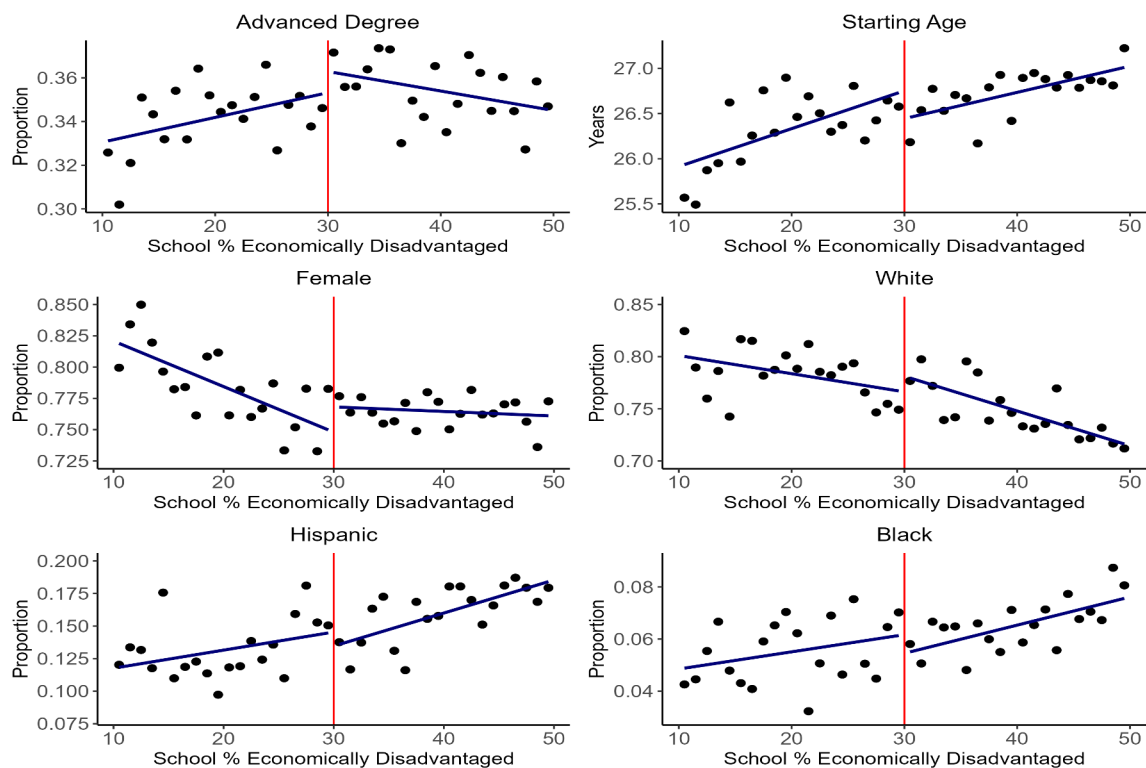 Advanced Degree
Proportion
0.36
0.34
0.32
0.30
10 20 30 40 50
School % Economically Disadvantaged
Starting Age
Years
27.0
26.5
26.0
25.5
10 20 30 40 50
School % Economically Disadvantaged
Female
Proportion
0.850
0.825
0.800
0.775
0.750
0.725
10 20 30 40 50
School % Economically Disadvantaged
White
Proportion
0.80
0.75
0.70
10 20 30 40 50
School % Economically Disadvantaged
Hispanic
Proportion
0.200
0.175
0.150
0.125
0.100
0.075
10 20 30 40 50
School % Economically Disadvantaged
Black
Proportion
0.08
0.06
0.04
10 20 30 40 50
School % Economically Disadvantaged